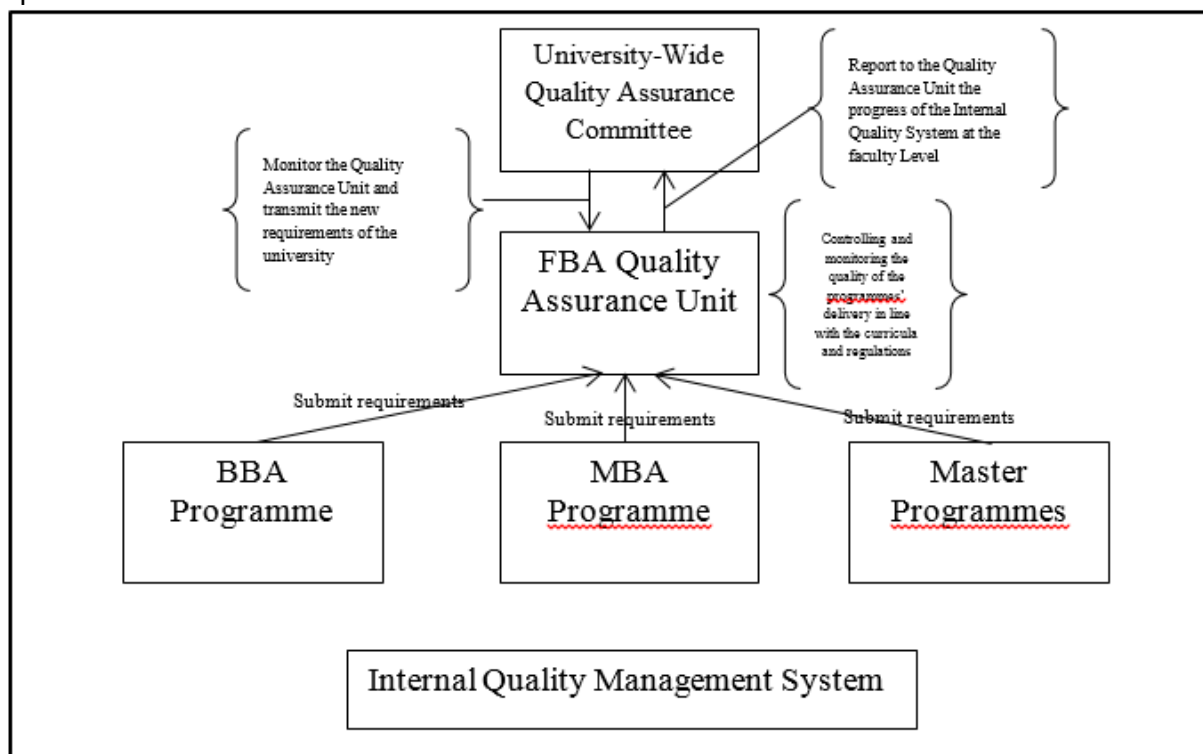 University-Wide
Quality Assurance
Committee
Report to the Quality
Assurance Unit the
progress of the Internal
Quality System at the
faculty Level
Monitor the Quality
Assurance Unit and
transmit the new
requirements of the
university
FBA Quality
Assurance Unit
Controlling and
monitoring the
quality of the
programmes'
delivery in line
with the curricula
and regulations
Submit requirements
Submit requirements
Submit requirements
BBA
Programme
MBA
Programme
Master
Programmes
Internal Quality Management System